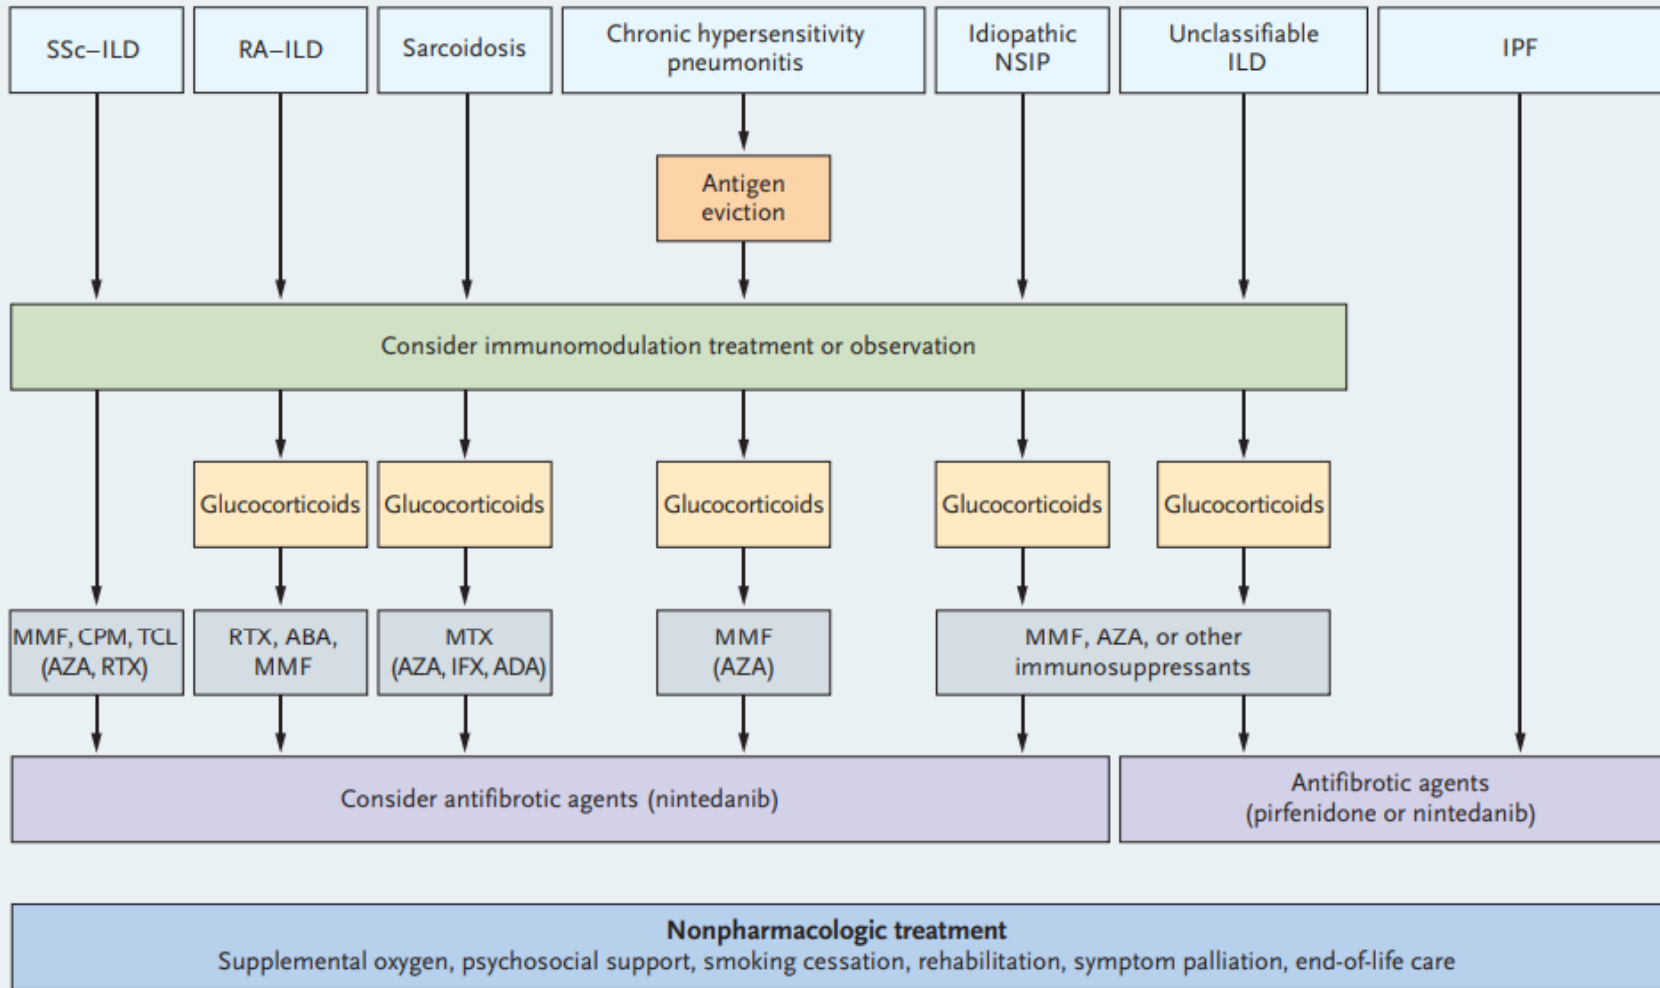 SSc–ILD
RA–ILD
Sarcoidosis
Chronic hypersensitivity
pneumonitis
Idiopathic
NSIP
Unclassifiable
ILD
IPF
Antigen
eviction
Consider immunomodulation treatment or observation
Glucocorticoids
Glucocorticoids
Glucocorticoids
Glucocorticoids
Glucocorticoids
MMF, CPM, TCL
(AZA, RTX)
RTX, ABA,
MMF
MTX
(AZA, IFX, ADA)
MMF
(AZA)
MMF, AZA, or other
immunosuppressants
Consider antifibrotic agents (nintedanib)
Antifibrotic agents
(pirfenidone or nintedanib)
Nonpharmacologic treatment
Supplemental oxygen, psychosocial support, smoking cessation, rehabilitation, symptom palliation, end-of-life care